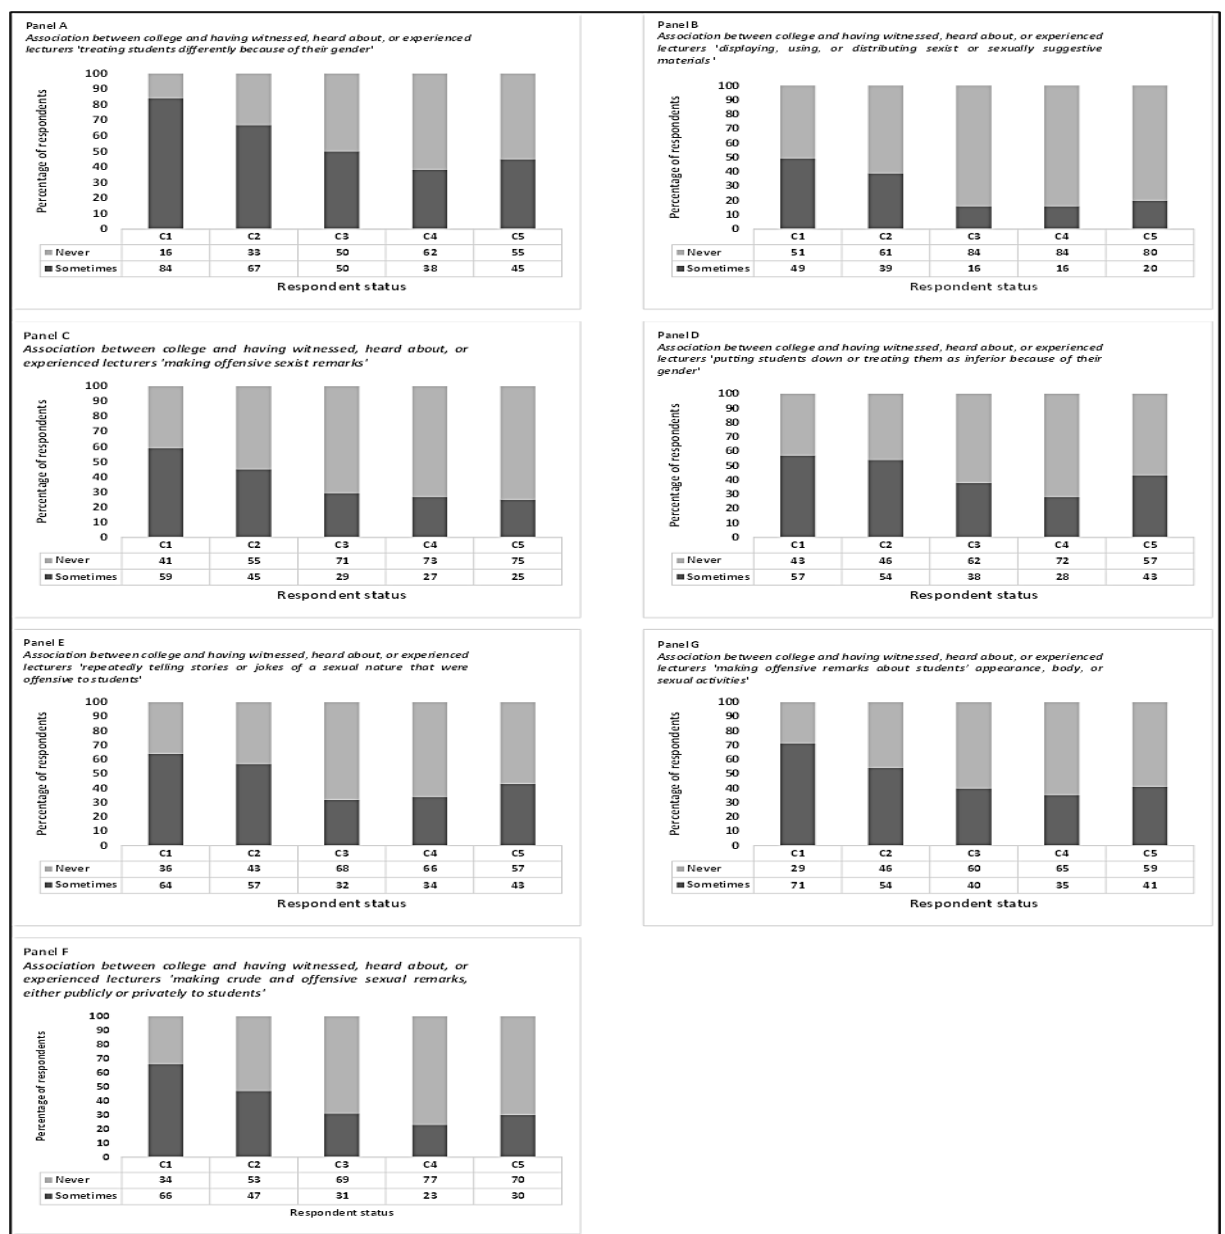 Panel A
Association between college and having witnessed, heard about, or experienced
lecturers 'treating students differently because of their gender'
Percentage of respondents
100
90
80
70
60
50
40
30
20
10
0
C1 C2 C3 C4 C5
Never 16 33 50 62 55
Sometimes 84 67 50 38 45
Respondent status
Panel B
Association between college and having witnessed, heard about, or experienced
lecturers 'displaying, using, or distributing sexist or sexually suggestive
materials'
Percentage of respondents
100
90
80
70
60
50
40
30
20
10
0
C1 C2 C3 C4 C5
Never 51 61 84 84 80
Sometimes 49 39 16 16 20
Respondent status
Panel C
Association between college and having witnessed, heard about, or
experienced lecturers 'making offensive sexist remarks'
Percentage of respondents
100
90
80
70
60
50
40
30
20
10
0
C1 C2 C3 C4 C5
Never 41 55 71 73 75
Sometimes 59 45 29 27 25
Respondent status
Panel D
Association between college and having witnessed, heard about, or experienced
lecturers 'putting students down or treating them as inferior because of their
gender'
Percentage of respondents
100
90
80
70
60
50
40
30
20
10
0
C1 C2 C3 C4 C5
Never 43 46 62 72 57
Sometimes 57 54 38 28 43
Respondent status
Panel E
Association between college and having witnessed, heard about, or experienced
lecturers 'repeatedly telling stories or jokes of a sexual nature that were
offensive to students'
Percentage of respondents
100
90
80
70
60
50
40
30
20
10
0
C1 C2 C3 C4 C5
Never 36 43 68 66 57
Sometimes 64 57 32 34 43
Respondent status
Panel G
Association between college and having witnessed, heard about, or experienced
lecturers 'making offensive remarks about students' appearance, body, or
sexual activities'
Percentage of respondents
100
90
80
70
60
50
40
30
20
10
0
C1 C2 C3 C4 C5
Never 29 46 60 65 59
Sometimes 71 54 40 35 41
Respondent status
Panel F
Association between college and having witnessed, heard about, or
experienced lecturers 'making crude and offensive sexual remarks,
either publicly or privately to students'
Percentage of respondents
100
90
80
70
60
50
40
30
20
10
0
C1 C2 C3 C4 C5
Never 34 53 69 77 70
Sometimes 66 47 31 23 30
Respondent status